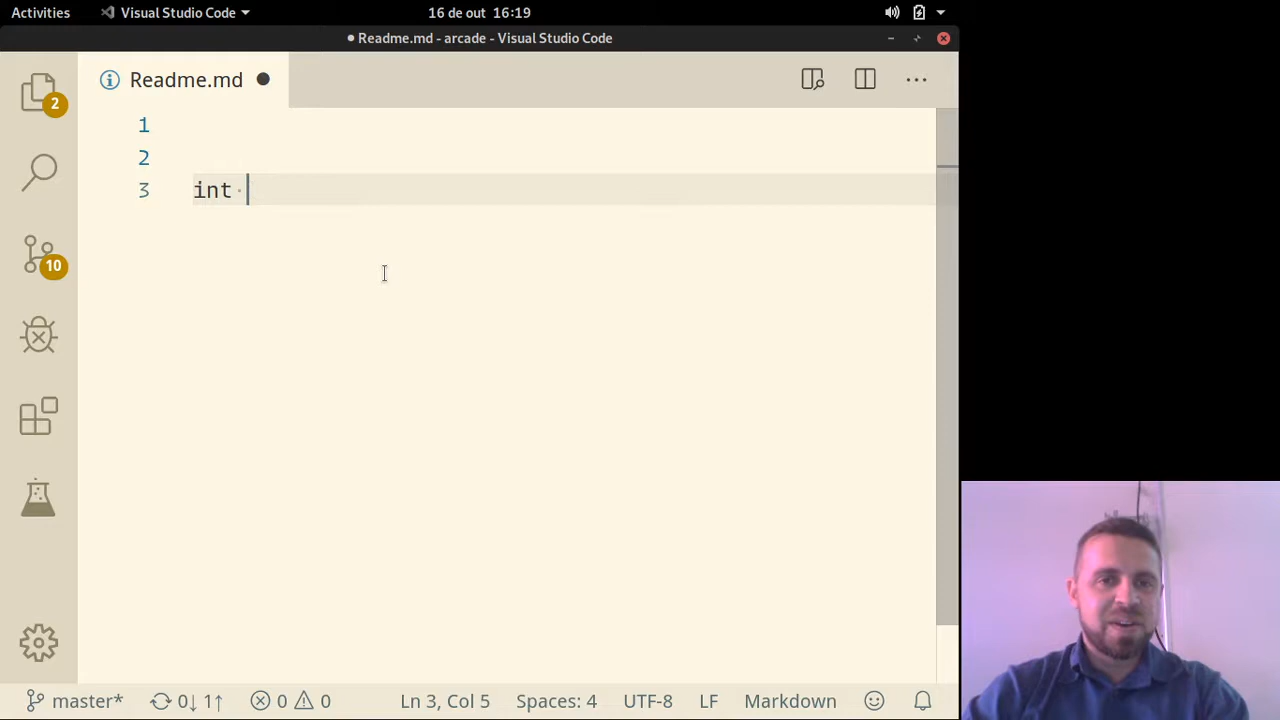 Activities Visual Studio Code 16 de out 16:19
Readme.md - arcade - Visual Studio Code
Readme.md
2
1
2
3 int
10
master* 0↓ 1↑ 0 0 Ln 3, Col 5 Spaces: 4 UTF-8 LF Markdown